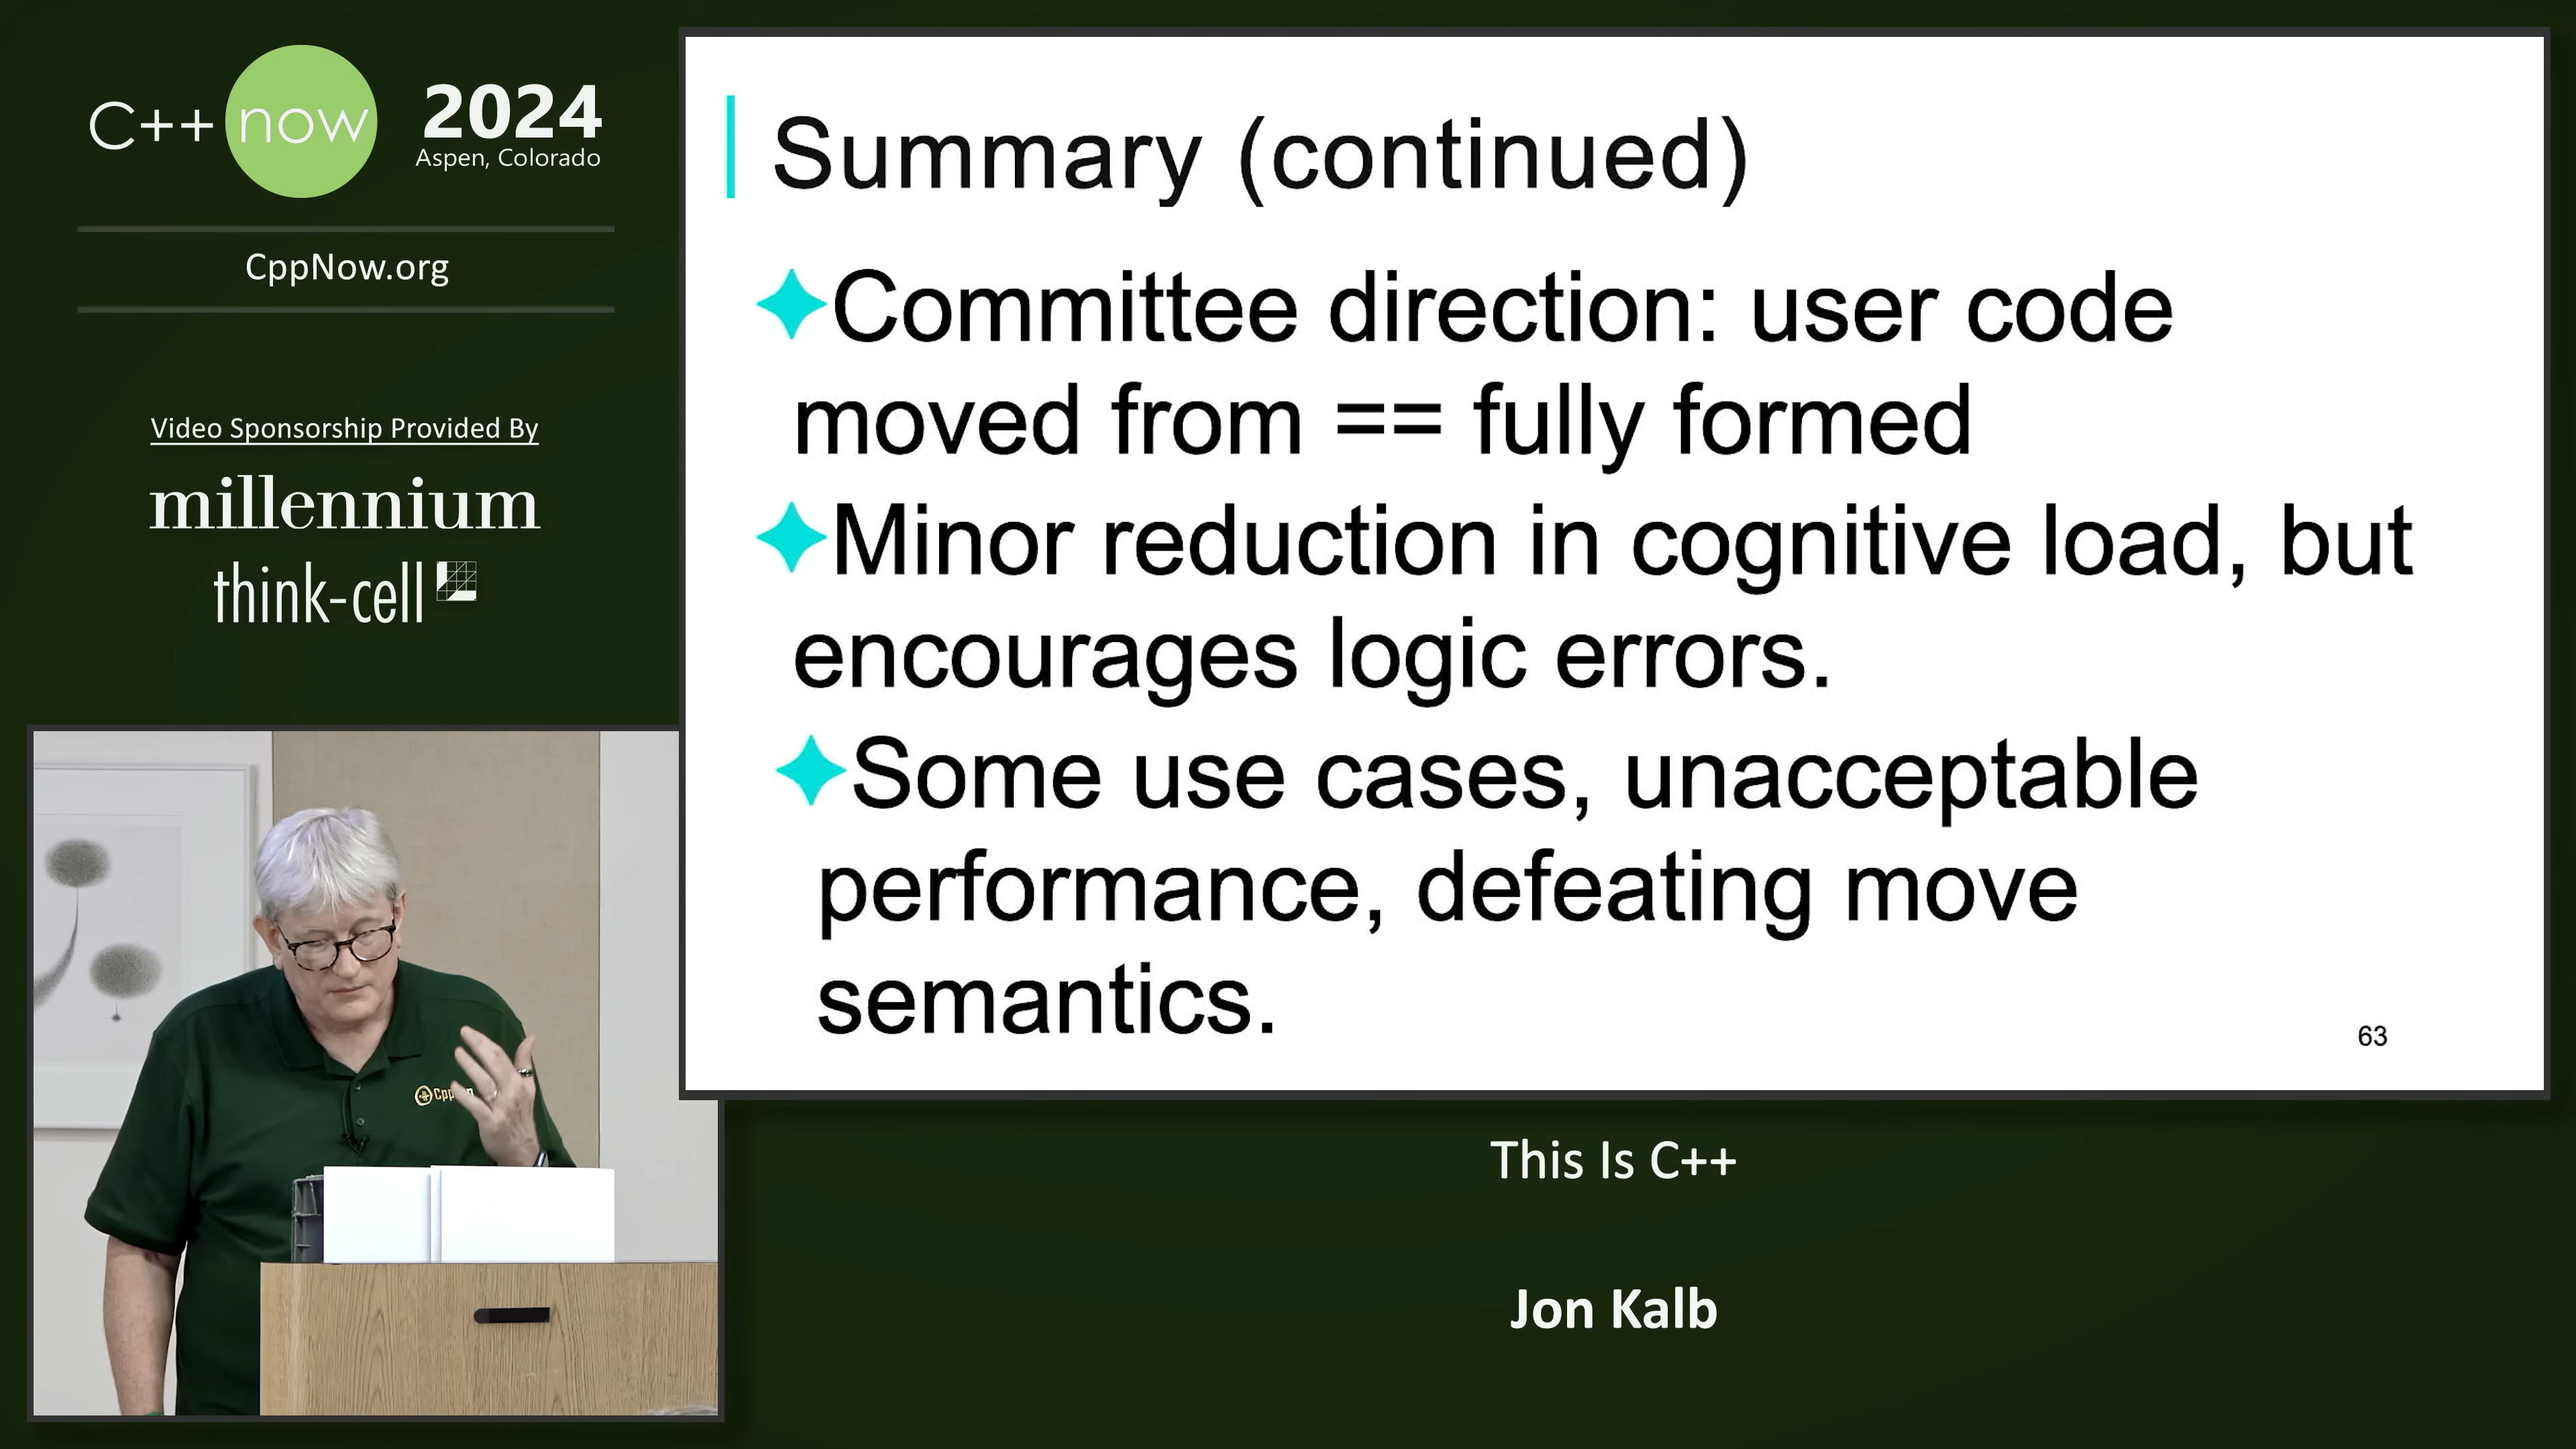 C++ now
2024
Aspen, Colorado
CppNow.org
Video Sponsorship Provided By
millennium
think-cell
Summary (continued)
✦Committee direction: user code
moved from == fully formed
✦Minor reduction in cognitive load, but
encourages logic errors.
✦Some use cases, unacceptable
performance, defeating move
semantics.
63
This Is C++
Jon Kalb